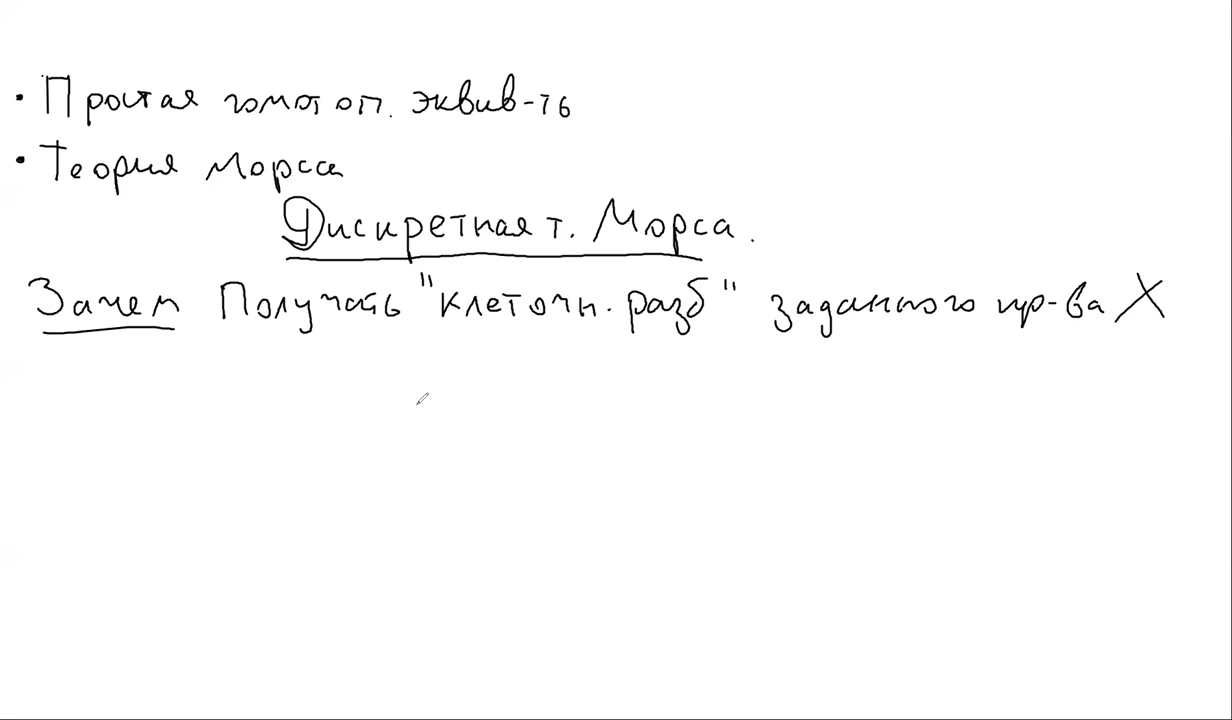 • Простая гомотоп. эквив-ть
• Теория Морса
Дискретная т. Морса.
Зачем Получать "клеточн. разб" заданного пр-ва X